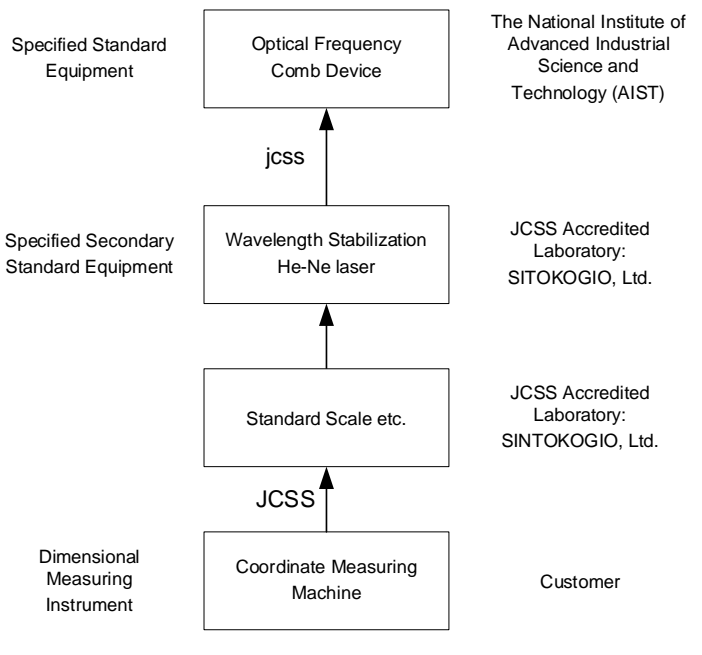 Specified Standard
Equipment
Optical Frequency
Comb Device
The National Institute of
Advanced Industrial
Science and
Technology (AIST)
jcss
Specified Secondary
Standard Equipment
Wavelength Stabilization
He-Ne laser
JCSS Accredited
Laboratory:
SITOKOGIO, Ltd.
Standard Scale etc.
JCSS Accredited
Laboratory:
SINTOKOGIO, Ltd.
JCSS
Dimensional
Measuring
Instrument
Coordinate Measuring
Machine
Customer